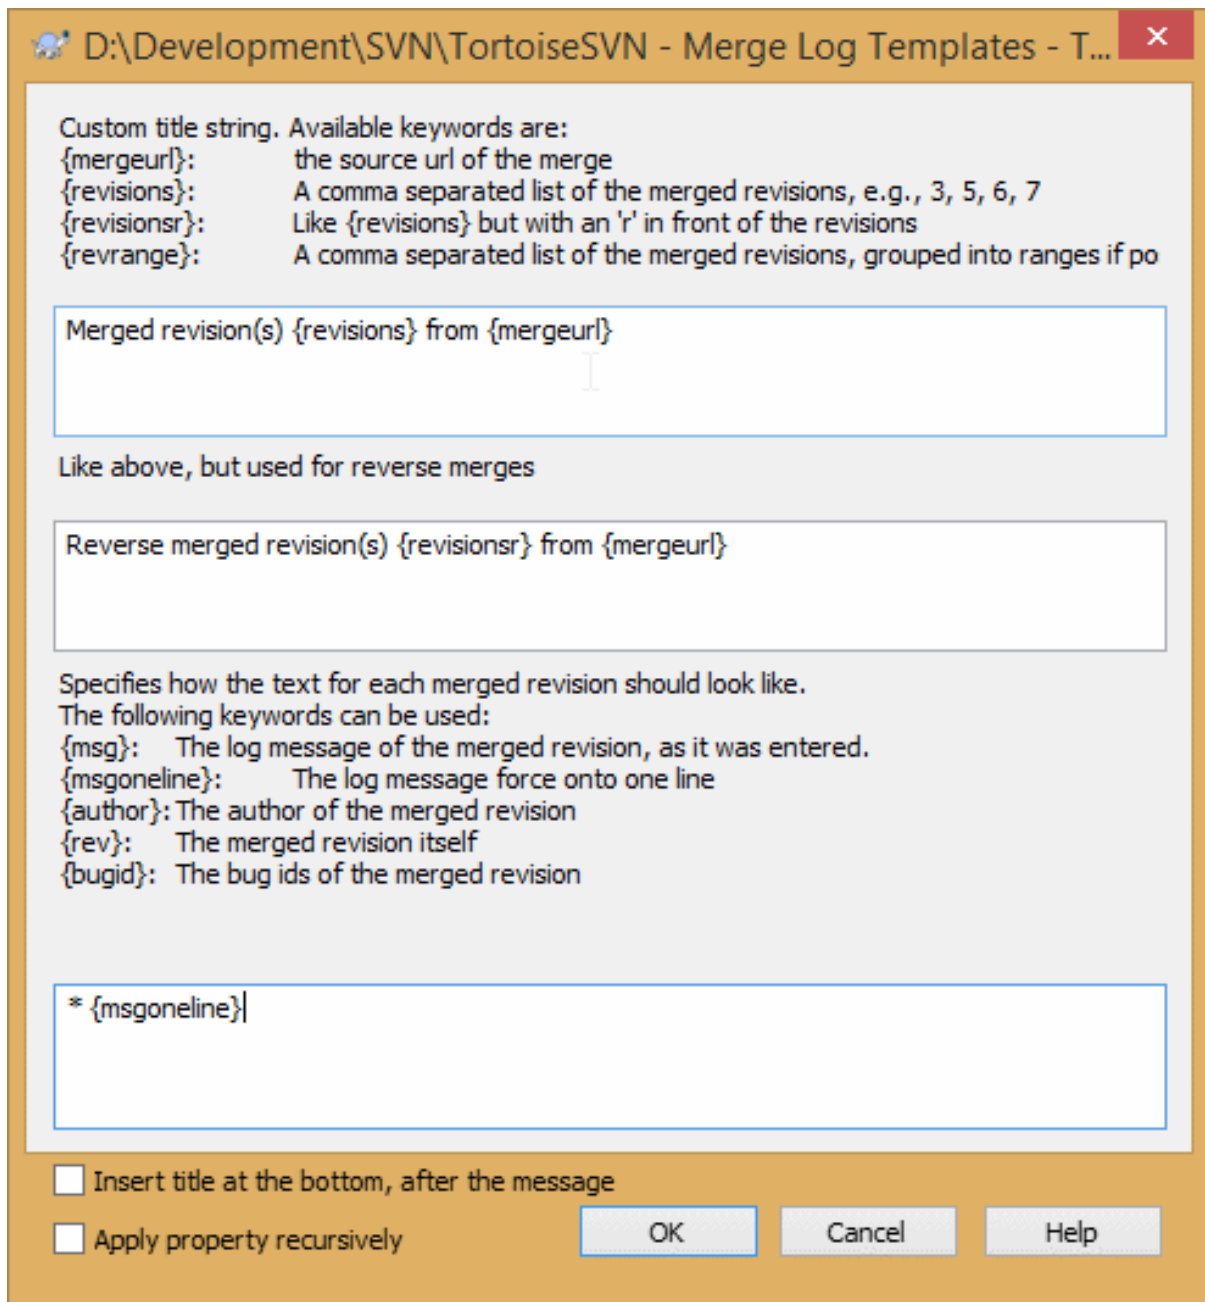 D:\Development\SVN\TortoiseSVN - Merge Log Templates - T...
Custom title string. Available keywords are:
{mergeurl}: the source url of the merge
{revisions}: A comma separated list of the merged revisions, e.g., 3, 5, 6, 7
{revisionsr}: Like {revisions} but with an 'r' in front of the revisions
{revrange}: A comma separated list of the merged revisions, grouped into ranges if po
Merged revision(s) {revisions} from {mergeurl}
Like above, but used for reverse merges
Reverse merged revision(s) {revisionsr} from {mergeurl}
Specifies how the text for each merged revision should look like.
The following keywords can be used:
{msg}: The log message of the merged revision, as it was entered.
{msgoneline}: The log message force onto one line
{author}: The author of the merged revision
{rev}: The merged revision itself
{bugid}: The bug ids of the merged revision
* {msgoneline}
Insert title at the bottom, after the message
Apply property recursively
OK Cancel Help